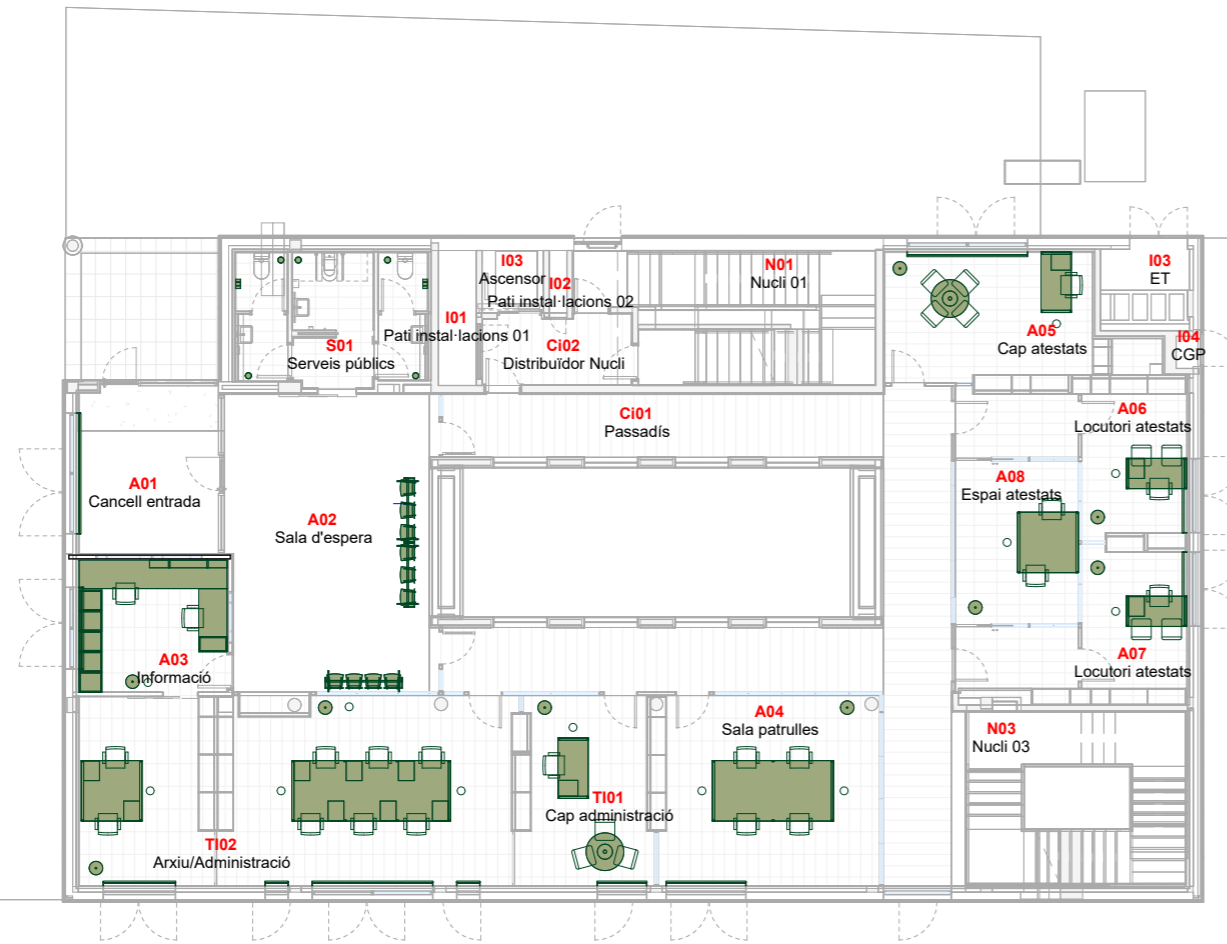 I03
Ascensor
I02
Pati instal·lacions 02
N01
Nucli 01
I03
ET
I01
Pati instal·lacions 01
S01
Serveis públics
Ci02
Distribuïdor Nucli
A05
Cap atestats
I04
CGP
Ci01
Passadís
A06
Locutori atestats
A01
Cancell entrada
A08
Espai atestats
A02
Sala d'espera
A03
Informació
A07
Locutori atestats
A04
Sala patrulles
N03
Nucli 03
TI01
Cap administració
TI02
Arxiu/Administració